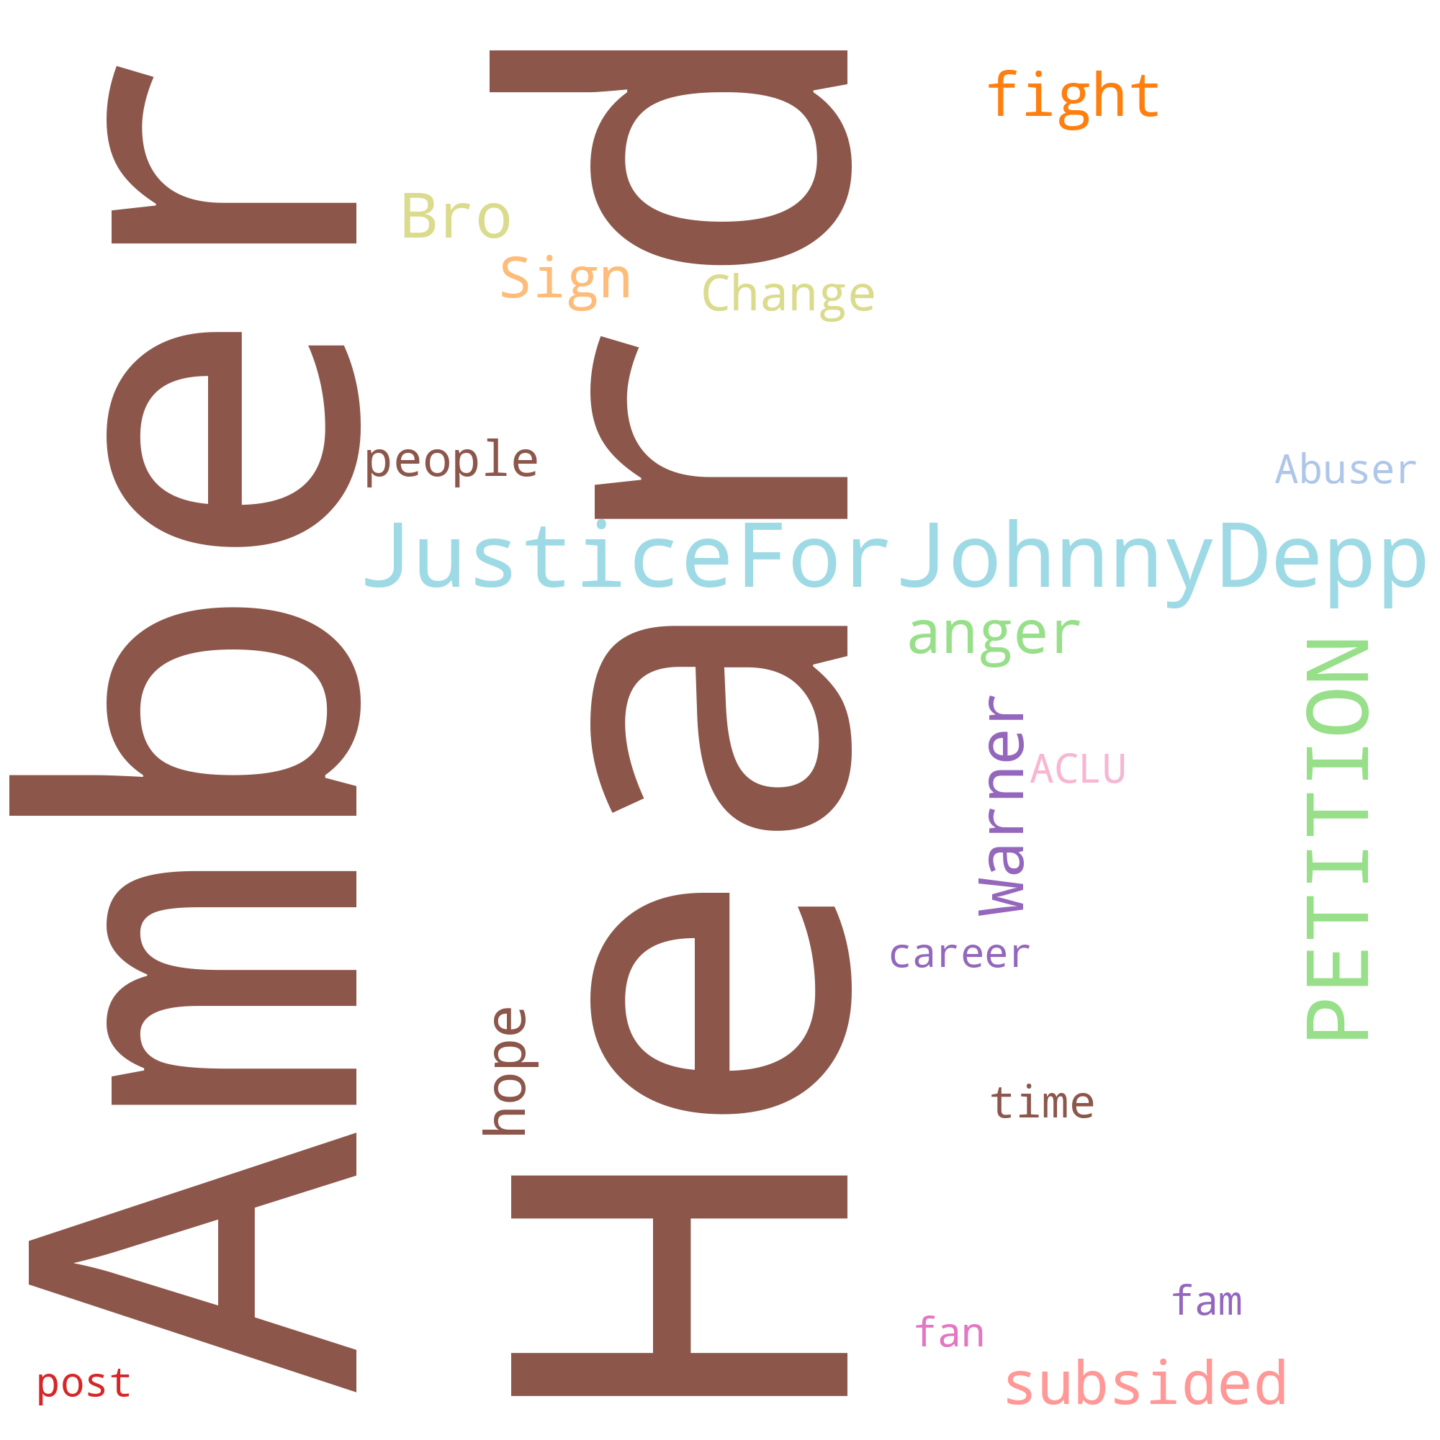 Amber Heard
fight
Bro
Sign
Change
people
Abuser
JusticeForJohnnyDepp
anger
PETITION
Warner
ACLU
career
hope
time
fam
fan
subsided
post